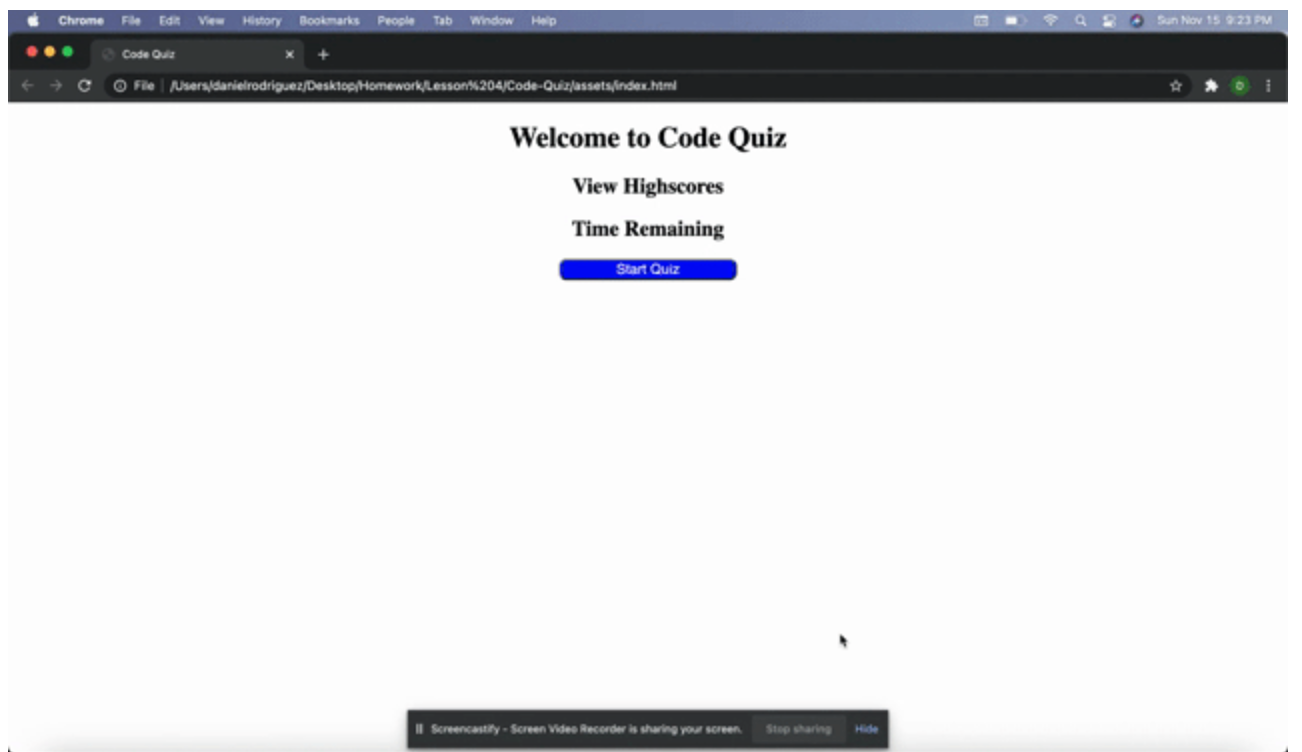 Chrome File Edit View History Bookmarks People Tab Window Help Sun Nov 15 9:23 PM
Code Quiz
File /Users/danielrodriguez/Desktop/Homework/Lesson%204/Code-Quiz/assets/index.html
Welcome to Code Quiz
View Highscores
Time Remaining
Start Quiz
Screencastify - Screen Video Recorder is sharing your screen. Stop sharing Hide